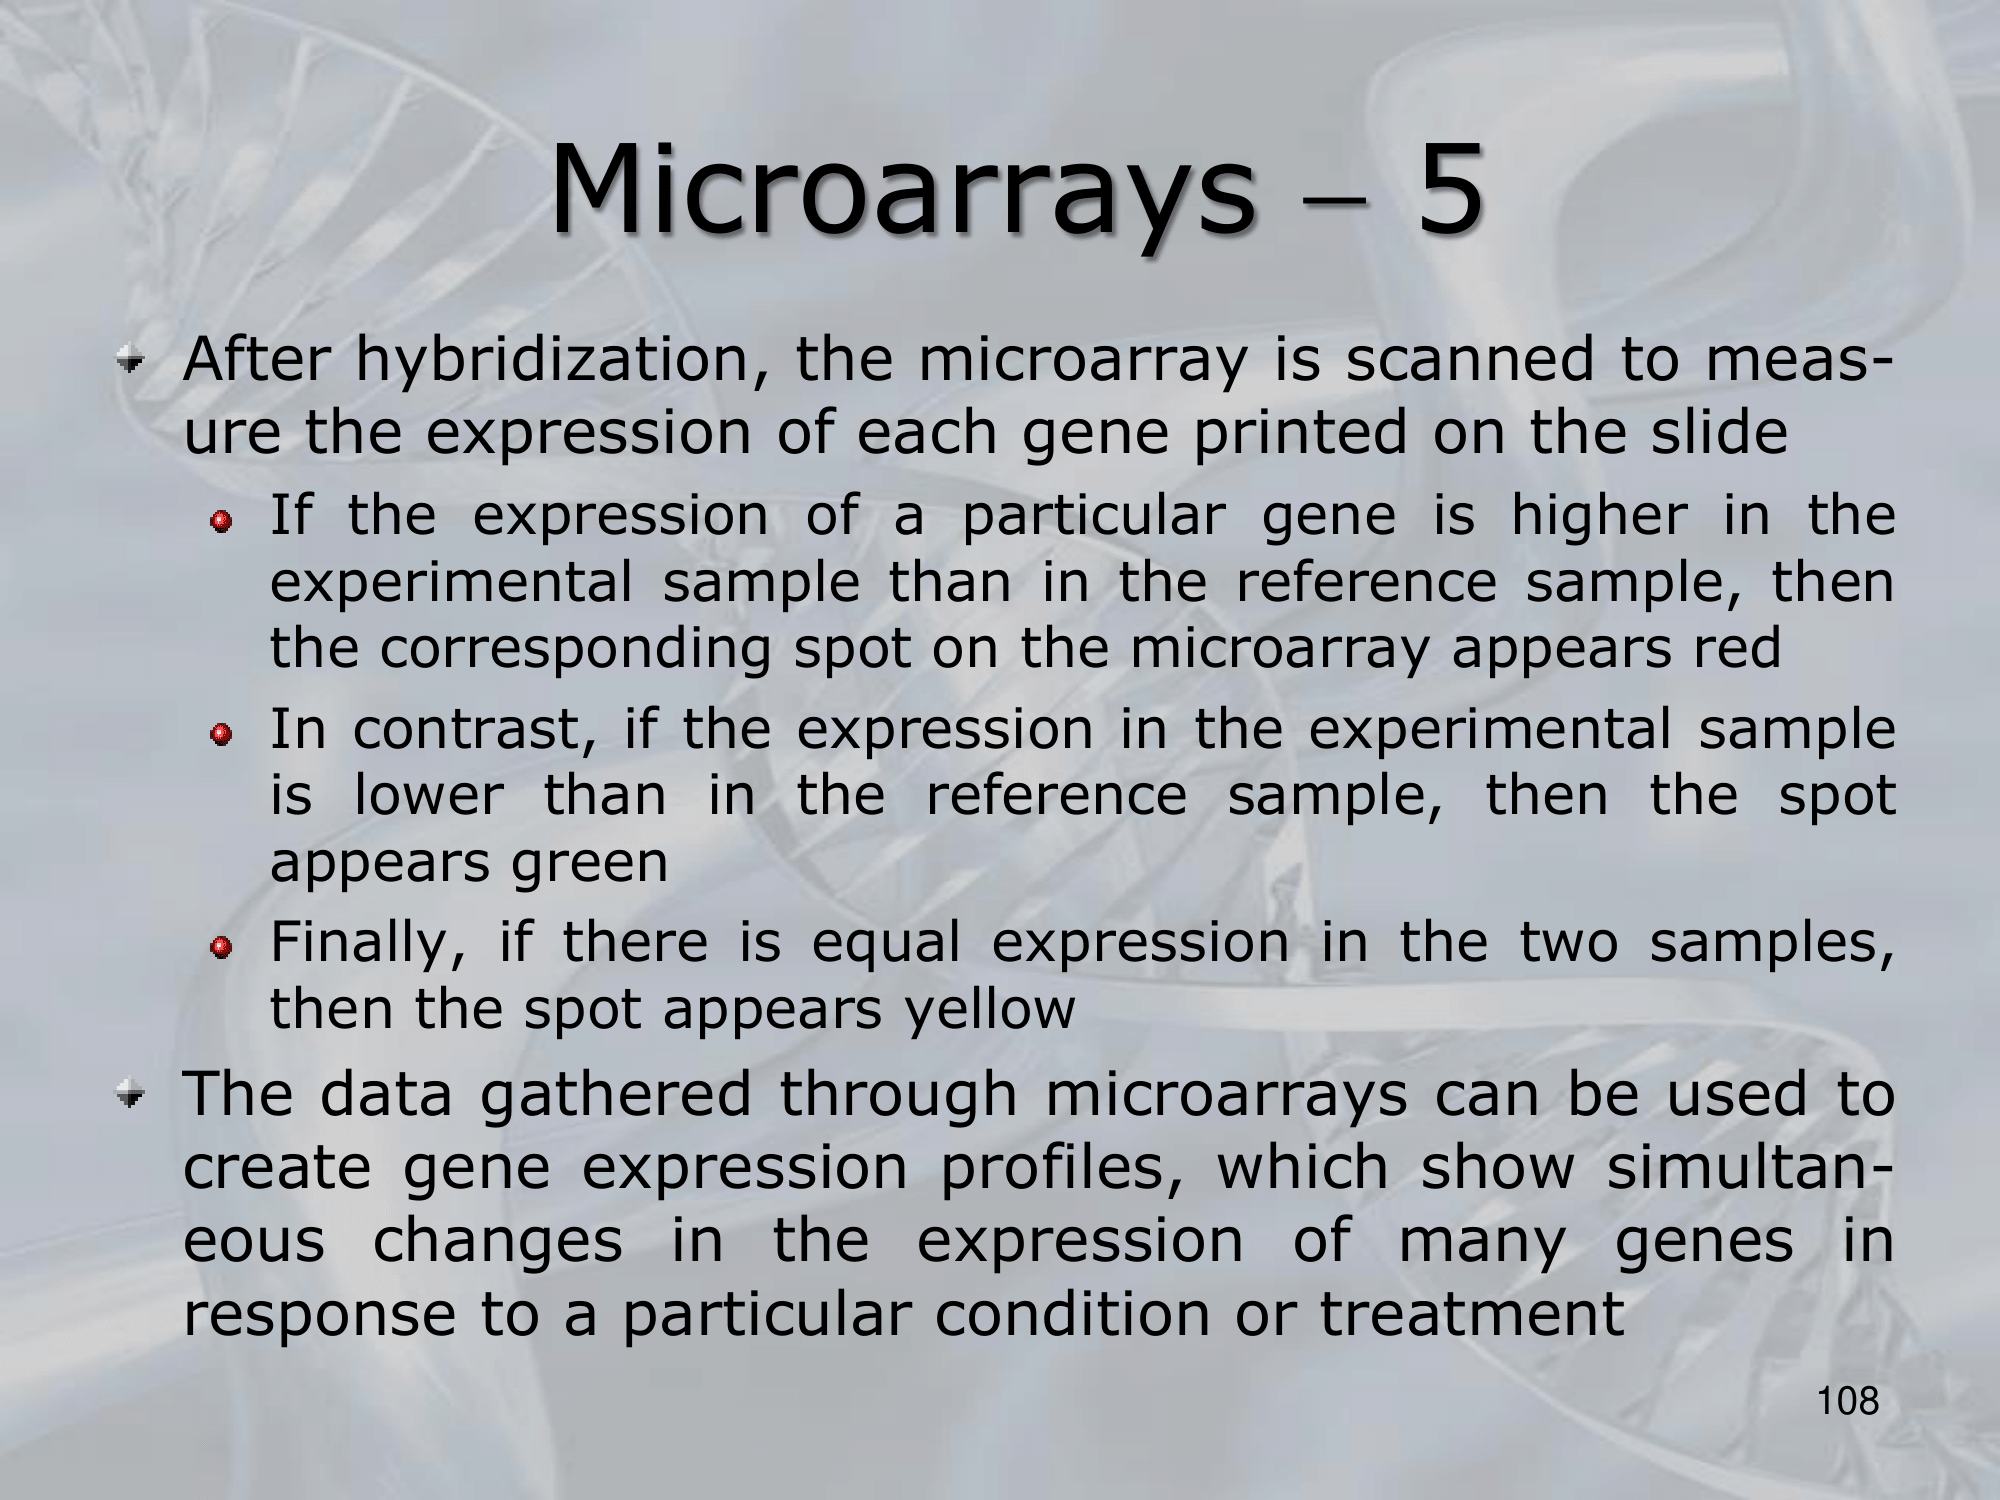 Microarrays – 5
After hybridization, the microarray is scanned to meas-
ure the expression of each gene printed on the slide
If the expression of a particular gene is higher in the
experimental sample than in the reference sample, then
the corresponding spot on the microarray appears red
In contrast, if the expression in the experimental sample
is lower than in the reference sample, then the spot
appears green
Finally, if there is equal expression in the two samples,
then the spot appears yellow
The data gathered through microarrays can be used to
create gene expression profiles, which show simultan-
eous changes in the expression of many genes in
response to a particular condition or treatment
108